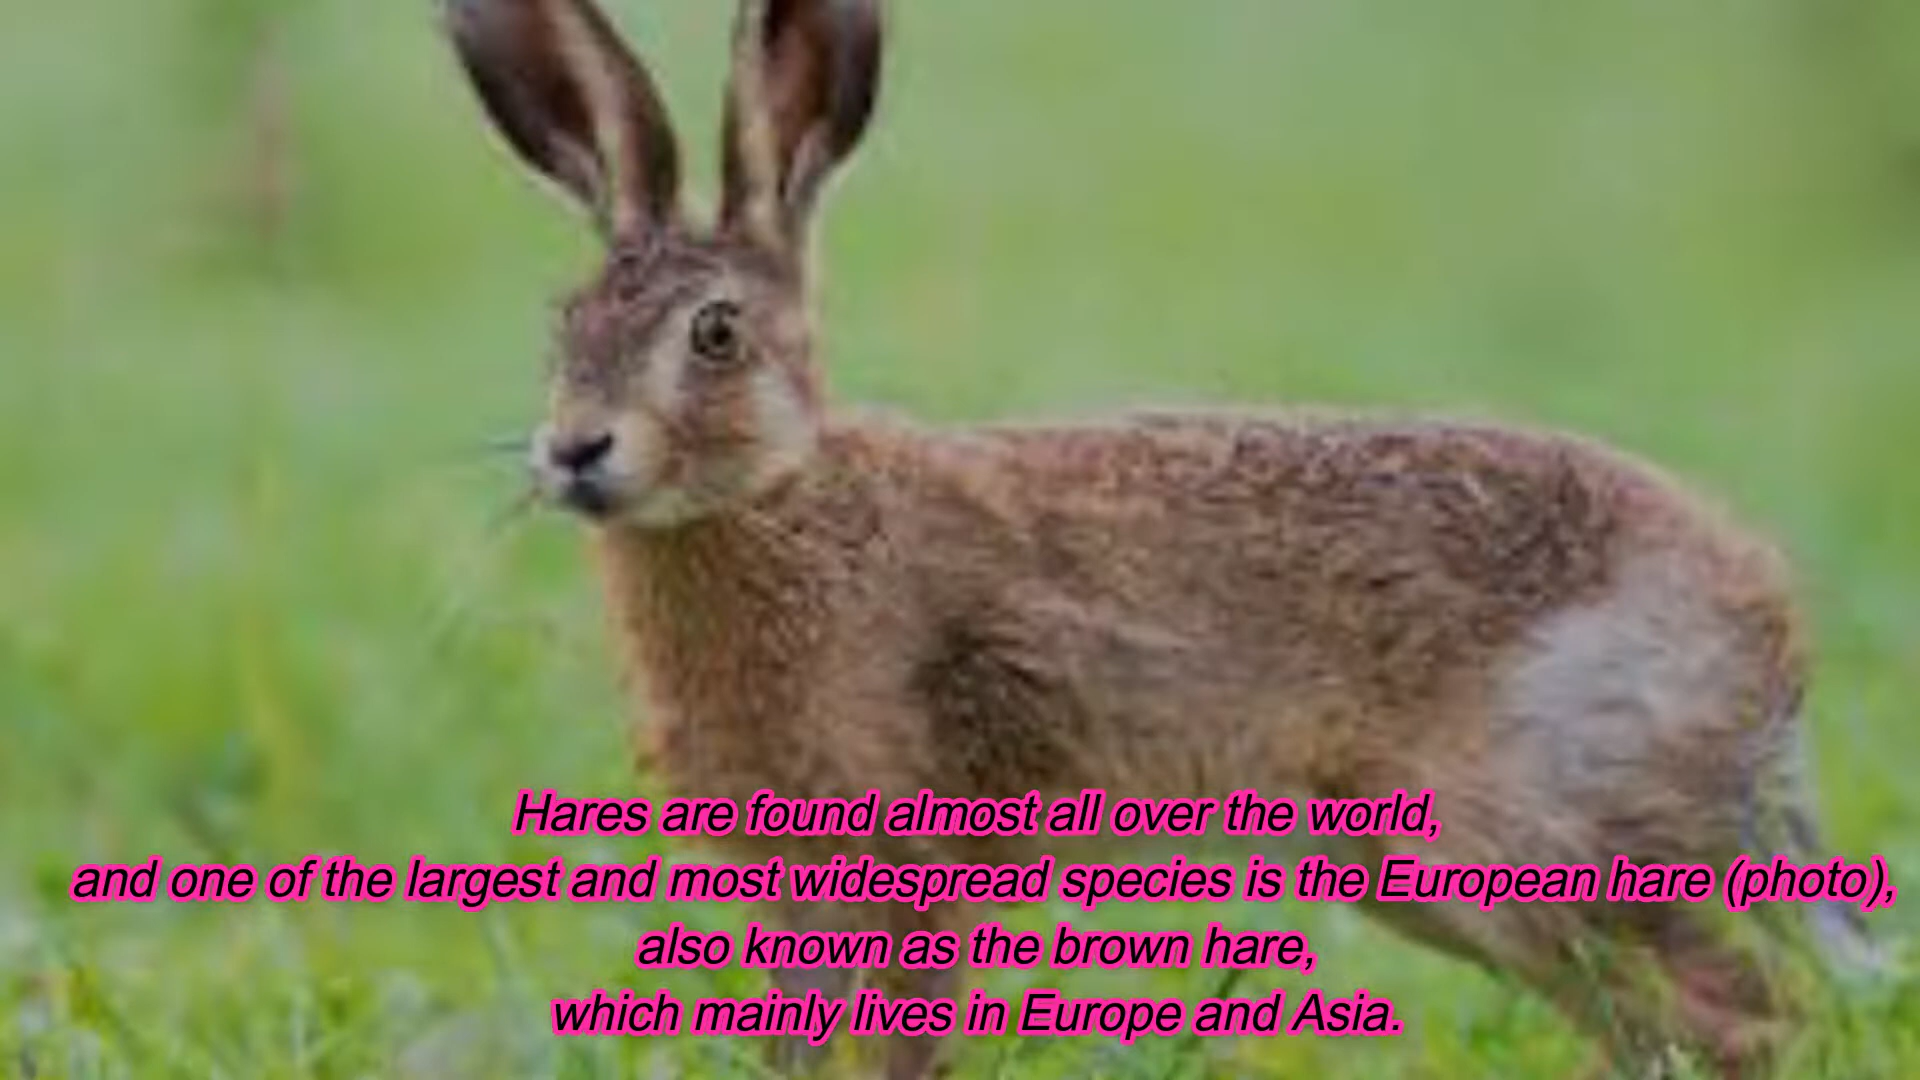 Hares are found almost all over the world,
and one of the largest and most widespread species is the European hare (photo),
also known as the brown hare,
which mainly lives in Europe and Asia.